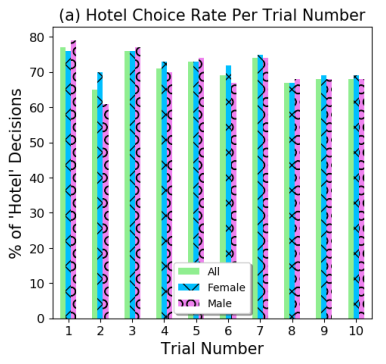 (a) Hotel Choice Rate Per Trial Number
% of 'Hotel' Decisions
80
70
60
50
40
30
20
10
0
All
Female
Male
1 2 3 4 5 6 7 8 9 10
Trial Number